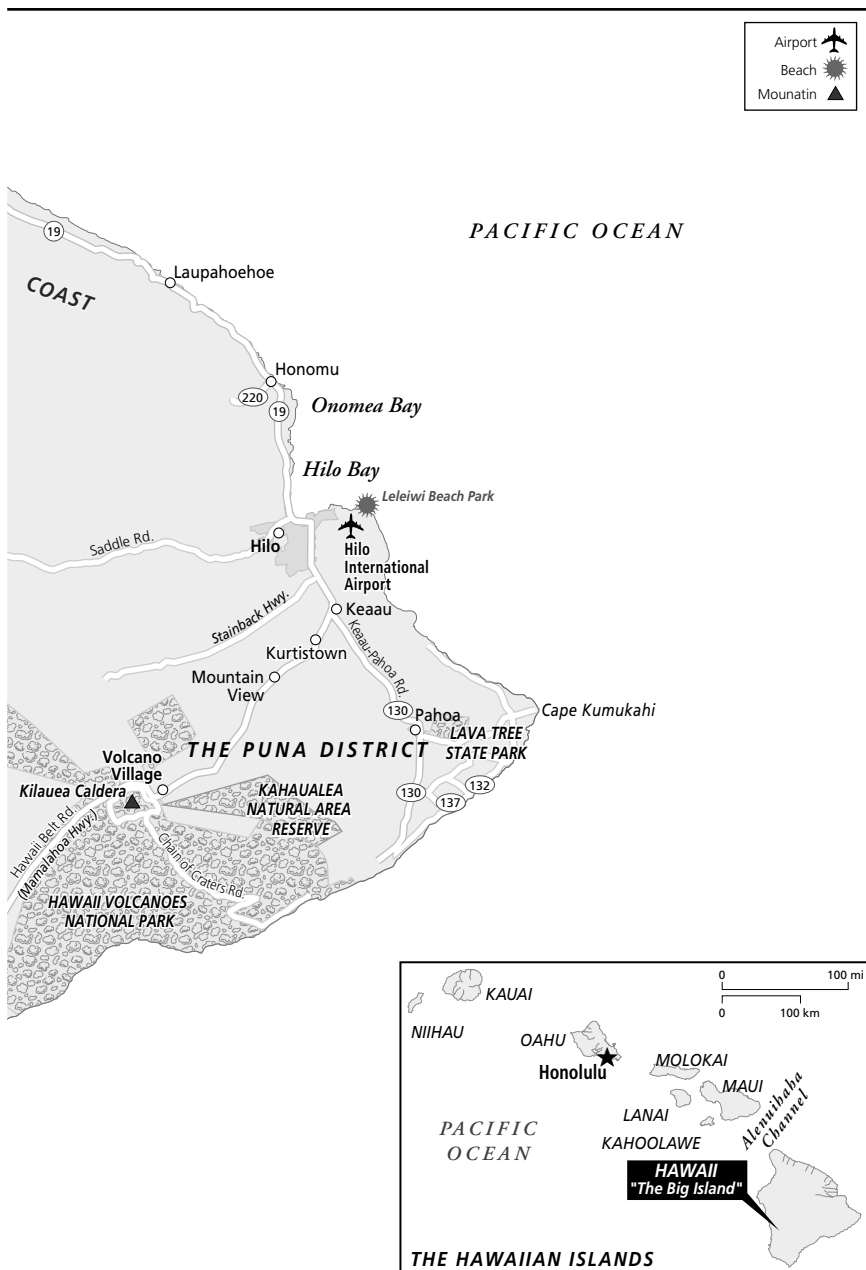 Airport
Beach
Mounatin
PACIFIC OCEAN
19
COAST
Laupahoehoe
Honomu
220
19
Onomea Bay
Hilo Bay
Leleiwi Beach Park
Saddle Rd.
Hilo
Hilo
International
Airport
Stainback Hwy.
Keaau
Keaau-Pahoa Rd.
Kurtistown
Mountain
View
130
Pahoa
Cape Kumukahi
LAVA TREE
STATE PARK
THE PUNA DISTRICT
Volcano
Village
Kilauea Caldera
KAHAUALEA
NATURAL AREA
RESERVE
130
137
132
Hawaii Belt Rd.
(Mamalahoa Hwy.)
Chain of Craters Rd.
HAWAII VOLCANOES
NATIONAL PARK
0 100 mi
0 100 km
KAUAI
NIIHAU
OAHU
Honolulu
MOLOKAI
MAUI
LANAI
KAHOOLAWE
Alenuihaha
Channel
PACIFIC
OCEAN
HAWAII
"The Big Island"
THE HAWAIIAN ISLANDS